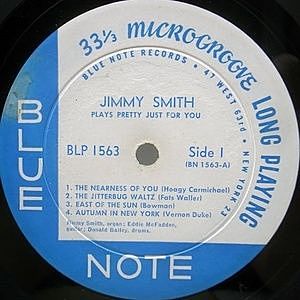 33⅓ MICROGROOVE LONG PLAYING
BLUE NOTE RECORDS • 47 WEST 63rd • NEW YORK 23
JIMMY SMITH
PLAYS PRETTY JUST FOR YOU
BLP 1563
Side 1
(BN 1563-A)
1. THE NEARNESS OF YOU (Hoagy Carmichael)
2. THE JITTERBUG WALTZ (Fats Waller)
3. EAST OF THE SUN (Bowman)
4. AUTUMN IN NEW YORK (Vernon Duke)
Jimmy Smith, organ; Eddie McFadden,
guitar; Donald Bailey, drums.
BLUE
NOTE